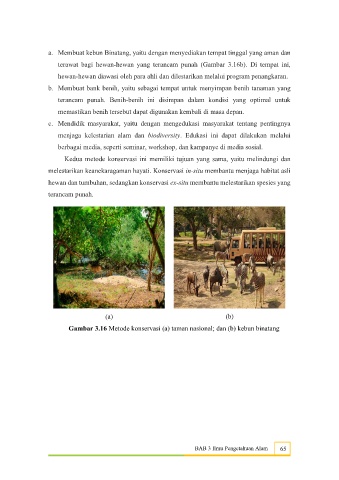 a. Membuat kebun Binatang, yaitu dengan menyediakan tempat tinggal yang aman dan
terawat bagi hewan-hewan yang terancam punah (Gambar 3.16b). Di tempat ini,
hewan-hewan diawasi oleh para ahli dan dilestarikan melalui program penangkaran.
b. Membuat bank benih, yaitu sebagai tempat untuk menyimpan benih tanaman yang
terancam punah. Benih-benih ini disimpan dalam kondisi yang optimal untuk
memastikan benih tersebut dapat digunakan kembali di masa depan.
c. Mendidik masyarakat, yaitu dengan mengedukasi masyarakat tentang pentingnya
menjaga kelestarian alam dan biodiversity. Edukasi ini dapat dilakukan melalui
berbagai media, seperti seminar, workshop, dan kampanye di media sosial.
Kedua metode konservasi ini memiliki tujuan yang sama, yaitu melindungi dan
melestarikan keanekaragaman hayati. Konservasi in-situ membantu menjaga habitat asli
hewan dan tumbuhan, sedangkan konservasi ex-situ membantu melestarikan spesies yang
terancam punah.
(a) (b)
Gambar 3.16 Metode konservasi (a) taman nasional; dan (b) kebun binatang
BAB 3 Ilmu Pengetahuan Alam 65